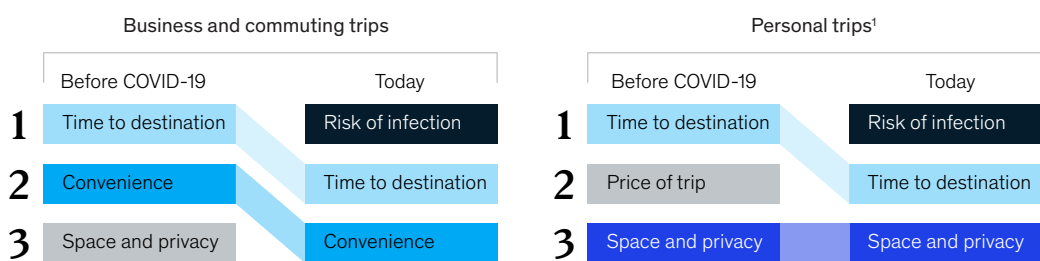 Business and commuting trips
Personal trips¹
Before COVID-19 Today
Before COVID-19 Today
1 Time to destination Risk of infection
1 Time to destination Risk of infection
2 Convenience Time to destination
2 Price of trip Time to destination
3 Space and privacy Convenience
3 Space and privacy Space and privacy